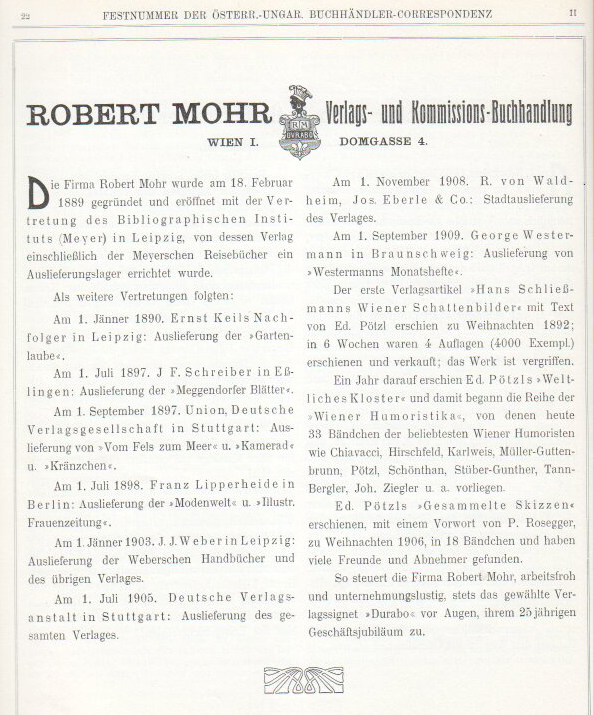 22
FESTNUMMER DER ÖSTERR.-UNGAR. BUCHHÄNDLER-CORRESPONDENZ
II
ROBERT MOHR
R M
DVRABO
Verlags- und Kommissions-Buchhandlung
WIEN I.
DOMGASSE 4.
Die Firma Robert Mohr wurde am 18. Februar
1889 gegründet und eröffnet mit der Ver-
tretung des Bibliographischen Insti-
tuts (Meyer) in Leipzig, von dessen Verlag
einschließlich der Meyerschen Reisebücher ein
Auslieferungslager errichtet wurde.
Als weitere Vertretungen folgten:
Am 1. Jänner 1890. Ernst Keils Nach-
folger in Leipzig: Auslieferung der »Garten-
laube«.
Am 1. Juli 1897. J F. Schreiber in Eß-
lingen: Auslieferung der »Meggendorfer Blätter«.
Am 1. September 1897. Union, Deutsche
Verlagsgesellschaft in Stuttgart: Aus-
lieferung von »Vom Fels zum Meer« u. »Kamerad«
u. »Kränzchen«.
Am 1. Juli 1898. Franz Lipperheide in
Berlin: Auslieferung der »Modenwelt« u. »Illustr.
Frauenzeitung«.
Am 1. Jänner 1903. J. J. Weber in Leipzig:
Auslieferung der Weberschen Handbücher und
des übrigen Verlages.
Am 1. Juli 1905. Deutsche Verlags-
anstalt in Stuttgart: Auslieferung des ge-
samten Verlages.
Am 1. November 1908. R. von Wald-
heim, Jos. Eberle & Co.: Stadtauslieferung
des Verlages.
Am 1. September 1909. George Wester-
mann in Braunschweig: Auslieferung von
»Westermanns Monatshefte«.
Der erste Verlagsartikel »Hans Schließ-
manns Wiener Schattenbilder« mit Text
von Ed. Pötzl erschien zu Weihnachten 1892;
in 6 Wochen waren 4 Auflagen (4000 Exempl.)
erschienen und verkauft; das Werk ist vergriffen.
Ein Jahr darauf erschien Ed. Pötzls »Welt-
liches Kloster« und damit begann die Reihe der
»Wiener Humoristika«, von denen heute
33 Bändchen der beliebtesten Wiener Humoristen
wie Chiavacci, Hirschfeld, Karlweis, Müller-Gutten-
brunn, Pötzl, Schönthan, Stüber-Gunther, Tann-
Bergler, Joh. Ziegler u. a. vorliegen.
Ed. Pötzls »Gesammelte Skizzen«
erschienen, mit einem Vorwort von P. Rosegger,
zu Weihnachten 1906, in 18 Bändchen und haben
viele Freunde und Abnehmer gefunden.
So steuert die Firma Robert Mohr, arbeitsfroh
und unternehmungslustig, stets das gewählte Ver-
lagssignet »Durabo« vor Augen, ihrem 25 jährigen
Geschäftsjubiläum zu.